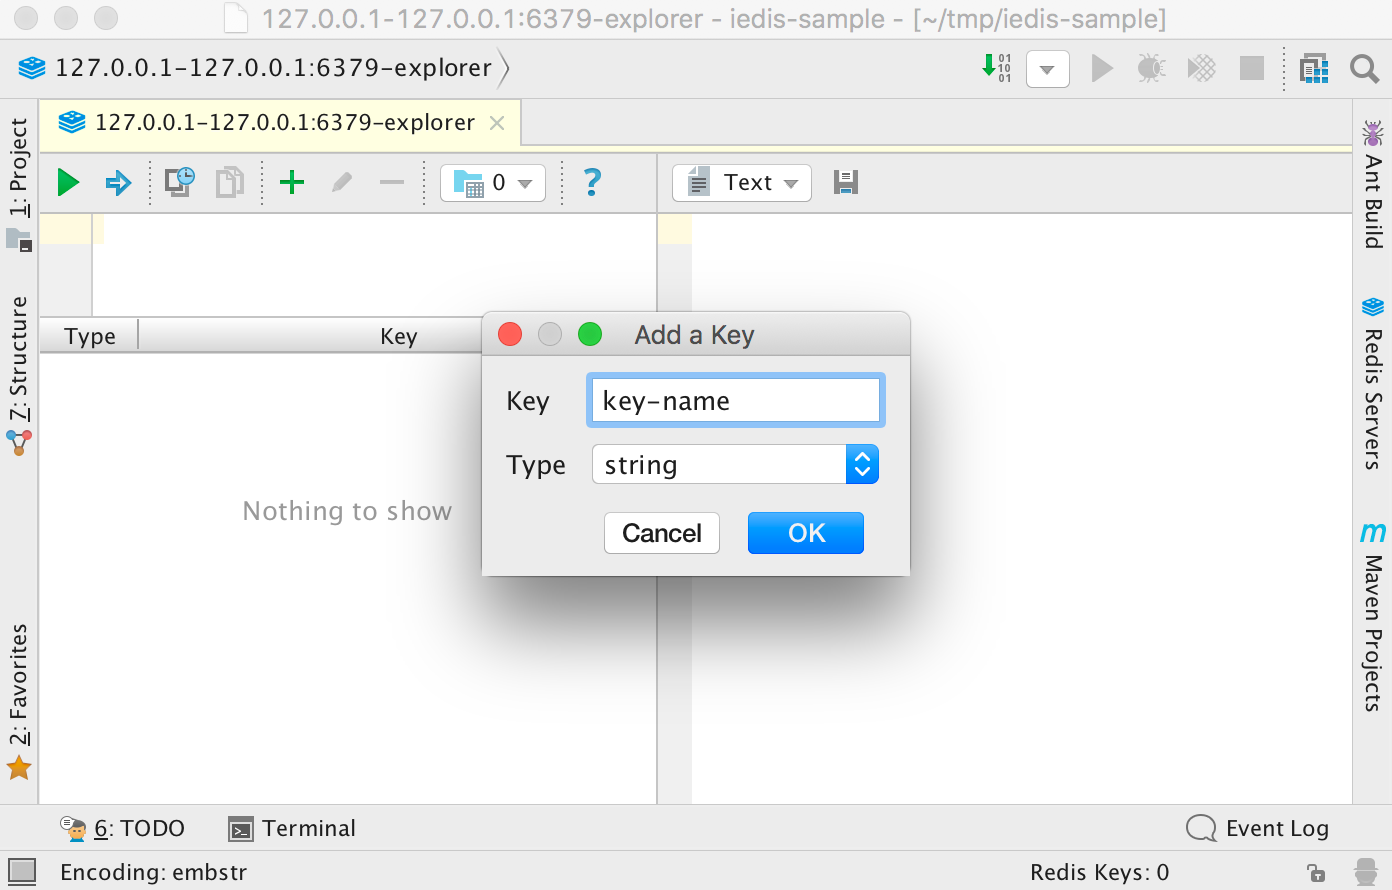 127.0.0.1-127.0.0.1:6379-explorer - iedis-sample - [~/tmp/iedis-sample]
127.0.0.1-127.0.0.1:6379-explorer
01
10
01
127.0.0.1-127.0.0.1:6379-explorer
0
?
Text
1: Project
7: Structure
2: Favorites
Type Key
Nothing to show
Add a Key
Key key-name
Type string
Cancel OK
Ant Build
Redis Servers
m
Maven Projects
6: TODO Terminal Event Log
Encoding: embstr Redis Keys: 0